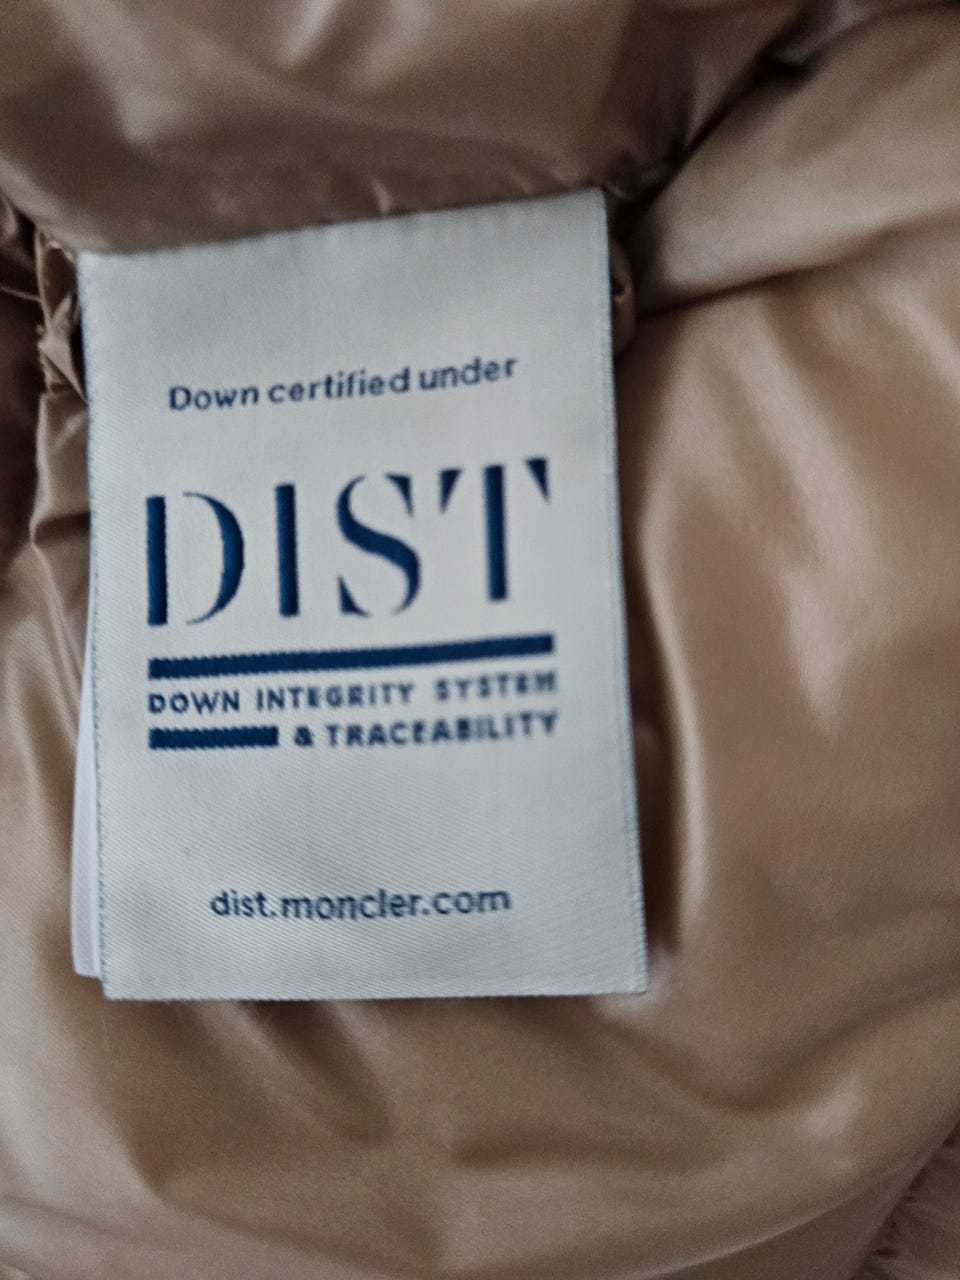 Down certified under
DIST
DOWN INTEGRITY SYSTEM
& TRACEABILITY
dist.moncler.com